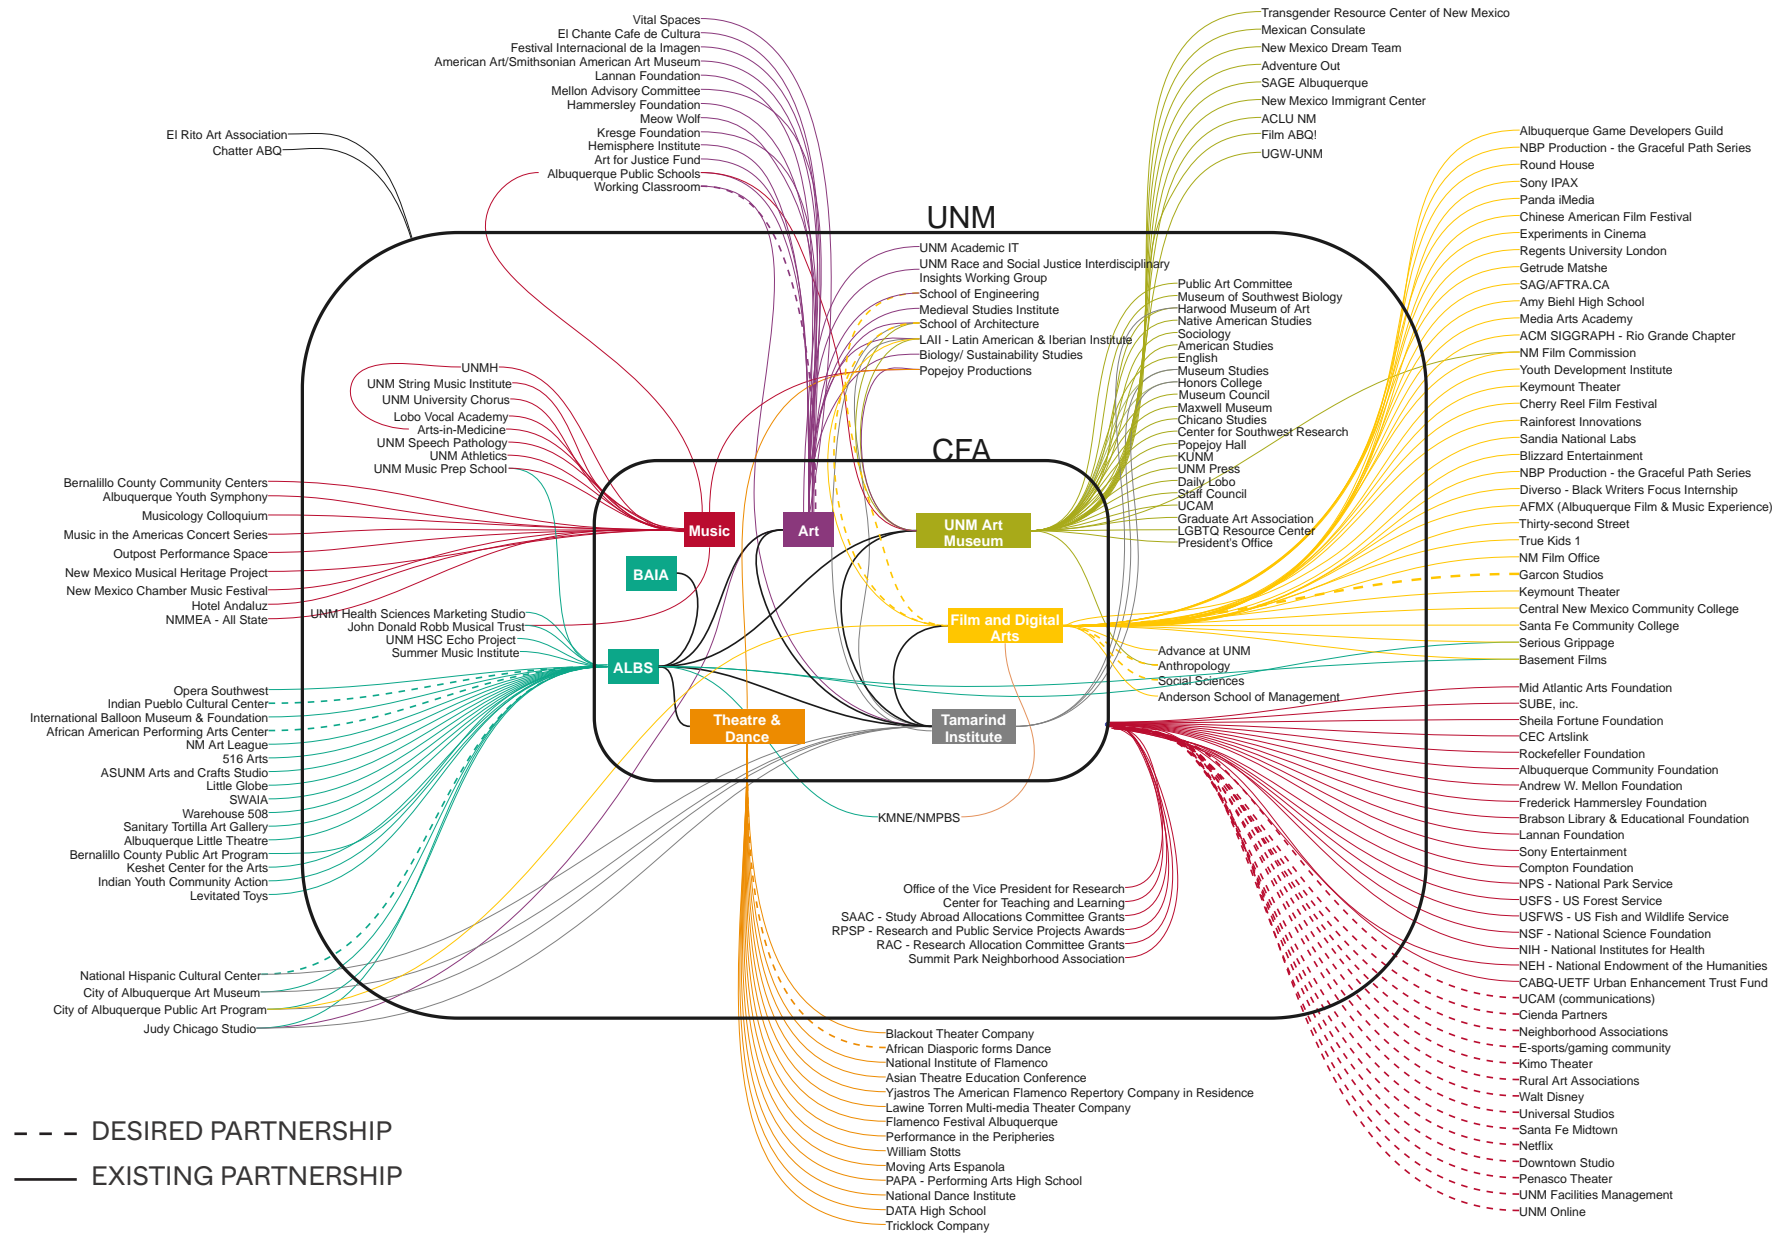 Vital Spaces
El Chante Cafe de Cultura
Festival Internacional de la Imagen
American Art/Smithsonian American Art Museum
Lannan Foundation
Mellon Advisory Committee
Hammersley Foundation
Meow Wolf
Kresge Foundation
Hemisphere Institute
Art for Justice Fund
Albuquerque Public Schools
Working Classroom
El Rito Art Association
Chatter ABQ
Transgender Resource Center of New Mexico
Mexican Consulate
New Mexico Dream Team
Adventure Out
SAGE Albuquerque
New Mexico Immigrant Center
ACLU NM
Film ABQ!
UGW-UNM
UNM
UNM Academic IT
UNM Race and Social Justice Interdisciplinary
Insights Working Group
School of Engineering
Medieval Studies Institute
School of Architecture
LAII - Latin American & Iberian Institute
Biology/ Sustainability Studies
Popejoy Productions
Public Art Committee
Museum of Southwest Biology
Harwood Museum of Art
Native American Studies
Sociology
American Studies
English
Museum Studies
Honors College
Museum Council
Maxwell Museum
Chicano Studies
Center for Southwest Research
Popejoy Hall
KUNM
UNM Press
Daily Lobo
Staff Council
UCAM
Graduate Art Association
LGBTQ Resource Center
President's Office
Albuquerque Game Developers Guild
NBP Production - the Graceful Path Series
Round House
Sony IPAX
Panda iMedia
Chinese American Film Festival
Experiments in Cinema
Regents University London
Getrude Matshe
SAG/AFTRA.CA
Amy Biehl High School
Media Arts Academy
ACM SIGGRAPH - Rio Grande Chapter
NM Film Commission
Youth Development Institute
Keymount Theater
Cherry Reel Film Festival
Rainforest Innovations
Sandia National Labs
Blizzard Entertainment
NBP Production - the Graceful Path Series
Diverso - Black Writers Focus Internship
AFMX (Albuquerque Film & Music Experience)
Thirty-second Street
True Kids 1
NM Film Office
Garcon Studios
Keymount Theater
Central New Mexico Community College
Santa Fe Community College
Serious Grippage
Basement Films
UNMH
UNM String Music Institute
UNM University Chorus
Lobo Vocal Academy
Arts-in-Medicine
UNM Speech Pathology
UNM Athletics
UNM Music Prep School
Bernalillo County Community Centers
Albuquerque Youth Symphony
Musicology Colloquium
Music in the Americas Concert Series
Outpost Performance Space
New Mexico Musical Heritage Project
New Mexico Chamber Music Festival
Hotel Andaluz
NMMEA - All State
CFA
Music
Art
UNM Art
Museum
BAIA
Film and Digital
Arts
ALBS
Theatre &
Dance
Tamarind
Institute
UNM Health Sciences Marketing Studio
John Donald Robb Musical Trust
UNM HSC Echo Project
Summer Music Institute
Advance at UNM
Anthropology
Social Sciences
Anderson School of Management
Opera Southwest
Indian Pueblo Cultural Center
International Balloon Museum & Foundation
African American Performing Arts Center
NM Art League
516 Arts
ASUNM Arts and Crafts Studio
Little Globe
SWAIA
Warehouse 508
Sanitary Tortilla Art Gallery
Albuquerque Little Theatre
Bernalillo County Public Art Program
Keshet Center for the Arts
Indian Youth Community Action
Levitated Toys
National Hispanic Cultural Center
City of Albuquerque Art Museum
City of Albuquerque Public Art Program
Judy Chicago Studio
KMNE/NMPBS
Office of the Vice President for Research
Center for Teaching and Learning
SAAC - Study Abroad Allocations Committee Grants
RPSP - Research and Public Service Projects Awards
RAC - Research Allocation Committee Grants
Summit Park Neighborhood Association
Mid Atlantic Arts Foundation
SUBE, inc.
Sheila Fortune Foundation
CEC Artslink
Rockefeller Foundation
Albuquerque Community Foundation
Andrew W. Mellon Foundation
Frederick Hammersley Foundation
Brabson Library & Educational Foundation
Lannan Foundation
Sony Entertainment
Compton Foundation
NPS - National Park Service
USFS - US Forest Service
USFWS - US Fish and Wildlife Service
NSF - National Science Foundation
NIH - National Institutes for Health
NEH - National Endowment of the Humanities
CABQ-UETF Urban Enhancement Trust Fund
UCAM (communications)
Cienda Partners
Neighborhood Associations
E-sports/gaming community
Kimo Theater
Rural Art Associations
Walt Disney
Universal Studios
Santa Fe Midtown
Netflix
Downtown Studio
Penasco Theater
UNM Facilities Management
UNM Online
Blackout Theater Company
African Diasporic forms Dance
National Institute of Flamenco
Asian Theatre Education Conference
Yjastros The American Flamenco Repertory Company in Residence
Lawine Torren Multi-media Theater Company
Flamenco Festival Albuquerque
Performance in the Peripheries
William Stotts
Moving Arts Espanola
PAPA - Performing Arts High School
National Dance Institute
DATA High School
Tricklock Company
DESIRED PARTNERSHIP
EXISTING PARTNERSHIP